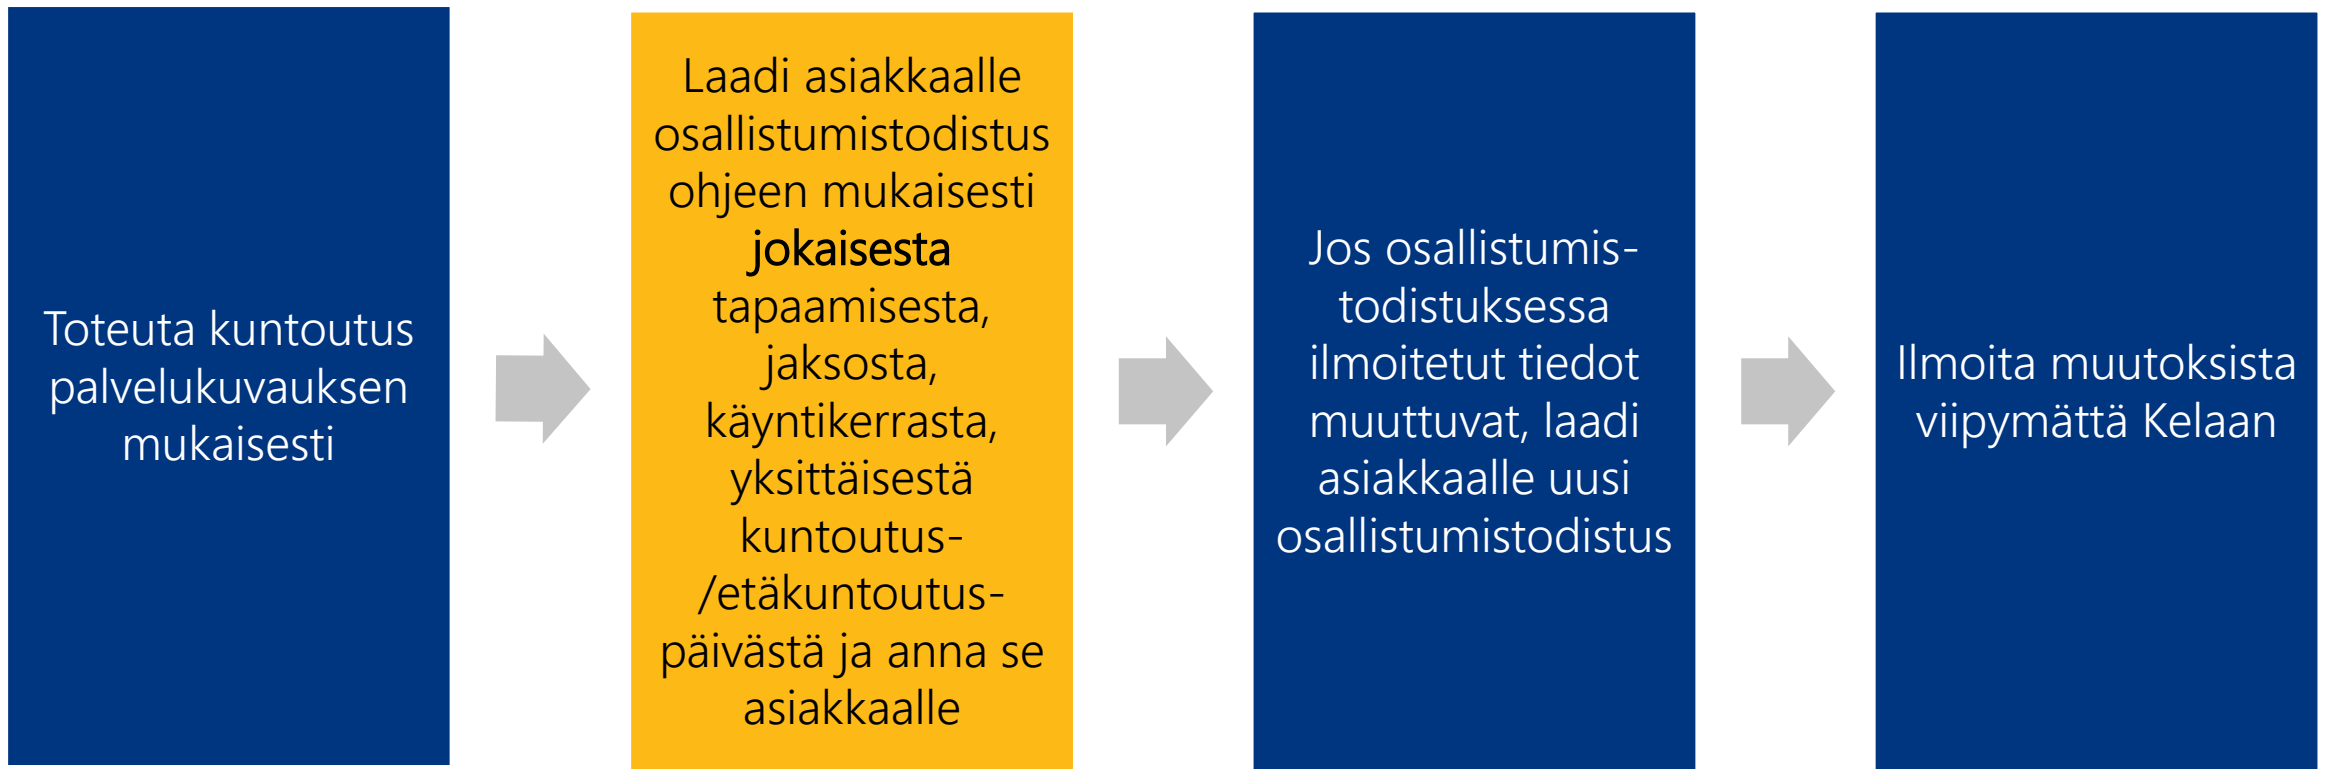 Toteuta kuntoutus
palvelukuvauksen
mukaisesti
Laadi asiakkaalle
osallistumistodistus
ohjeen mukaisesti
jokaisesta
tapaamisesta,
jaksosta,
käyntikerrasta,
yksittäisestä
kuntoutus-
/etäkuntoutus-
päivästä ja anna se
asiakkaalle
Jos osallistumis-
todistuksessa
ilmoitetut tiedot
muuttuvat, laadi
asiakkaalle uusi
osallistumistodistus
Ilmoita muutoksista
viipymättä Kelaan